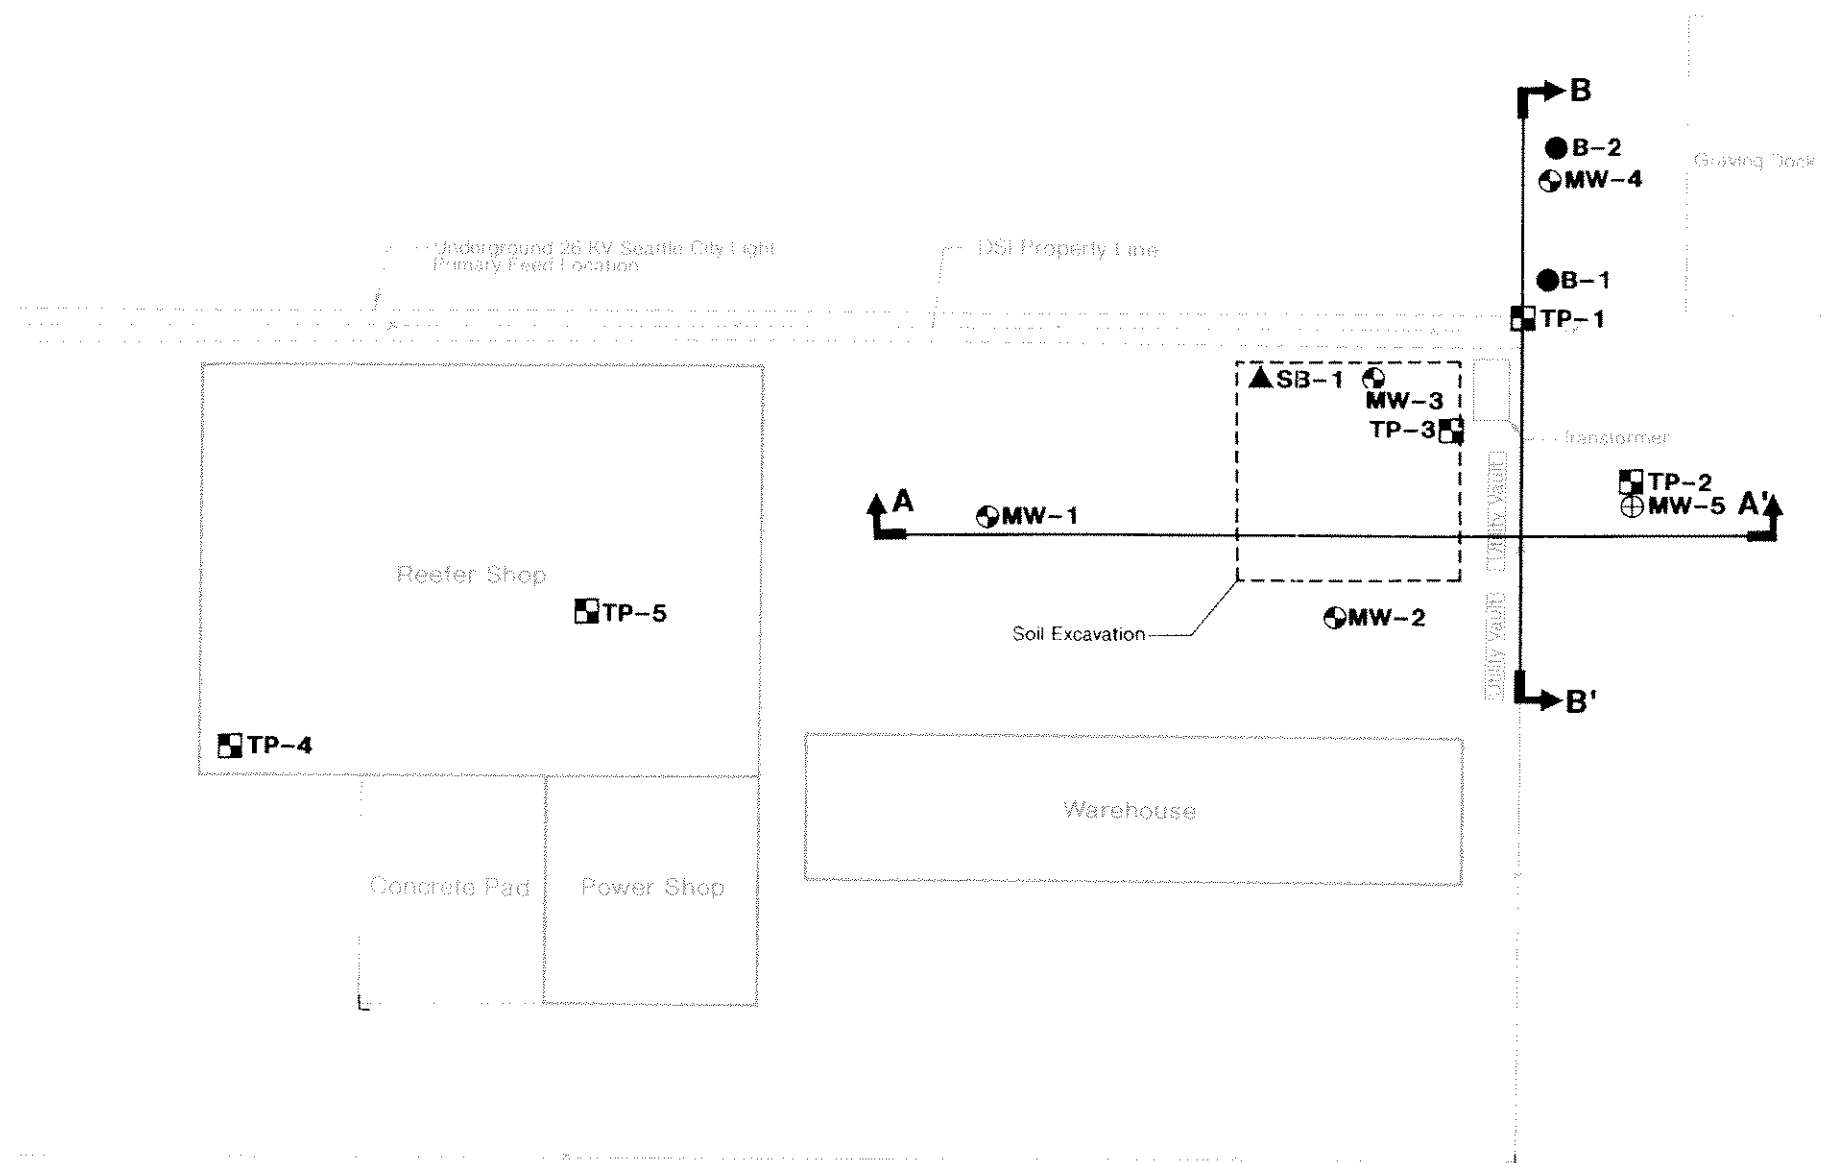 B
B-2
MW-4
Graving Dock
Underground 26 KV Seattle City Light
Primary Feed Location
DSI Property Line
B-1
TP-1
SB-1
MW-3
TP-3
Transformer
TP-2
MW-5
A'
A
MW-1
Utility Vault
Reefer Shop
TP-5
Soil Excavation
MW-2
Utility Vault
B'
TP-4
Warehouse
Concrete Pad
Power Shop